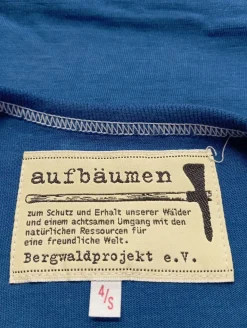 aufbäumen
zum Schutz und Erhalt unserer Wälder
und einem achtsamen Umgang mit den
natürlichen Ressourcen für
eine freundliche Welt.
Bergwaldprojekt e.V.
4/S